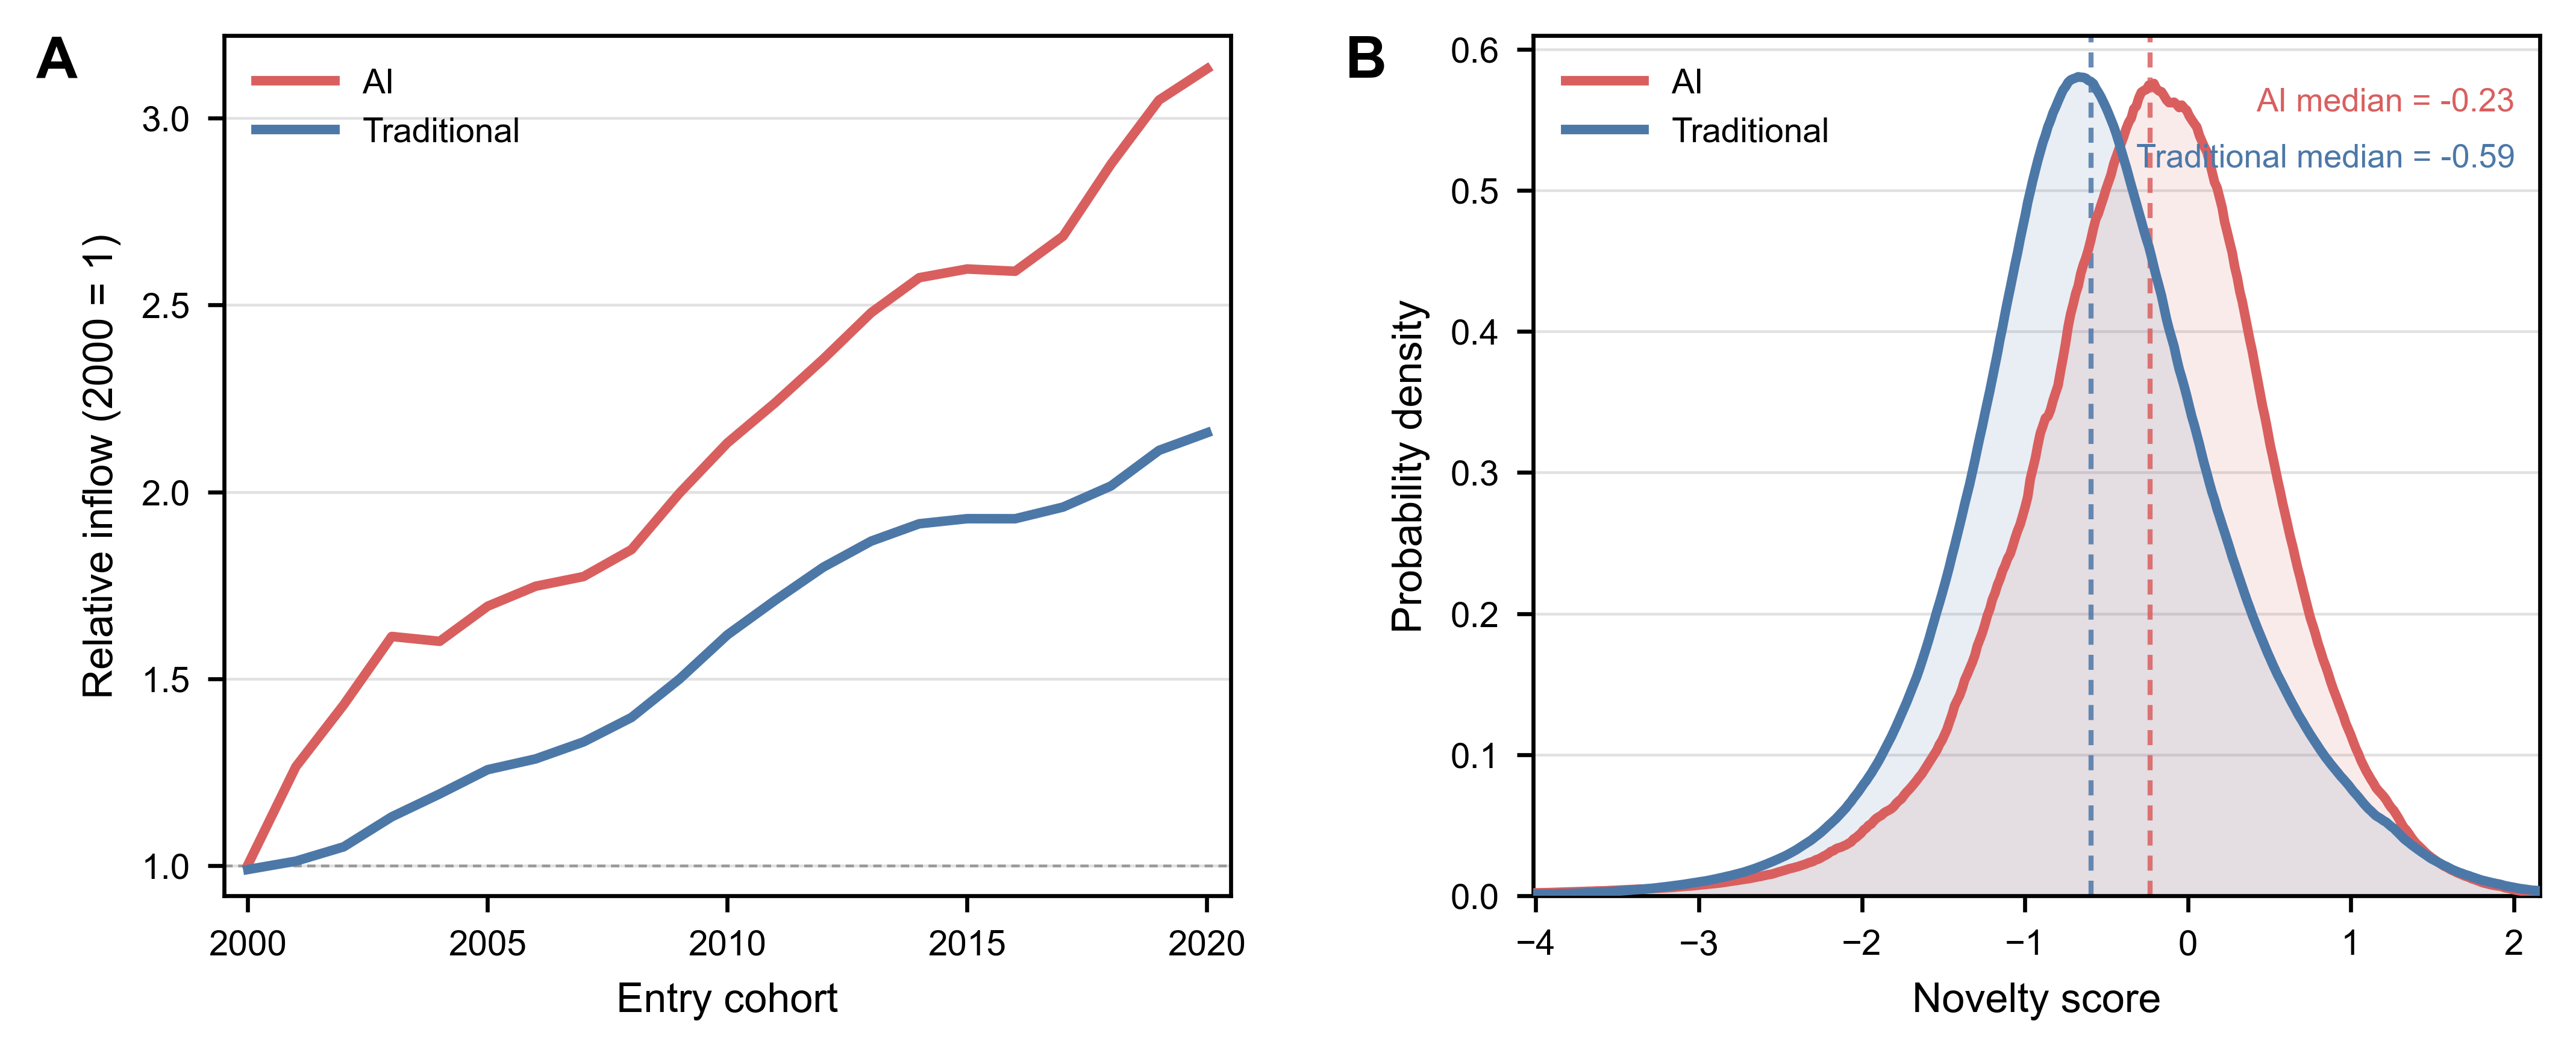 A
AI
Traditional
3.0
2.5
2.0
1.5
1.0
Relative inflow (2000 = 1)
2000
2005
2010
2015
2020
Entry cohort
B
AI
Traditional
AI median = -0.23
Traditional median = -0.59
0.6
0.5
0.4
0.3
0.2
0.1
0.0
Probability density
−4
−3
−2
−1
0
1
2
Novelty score